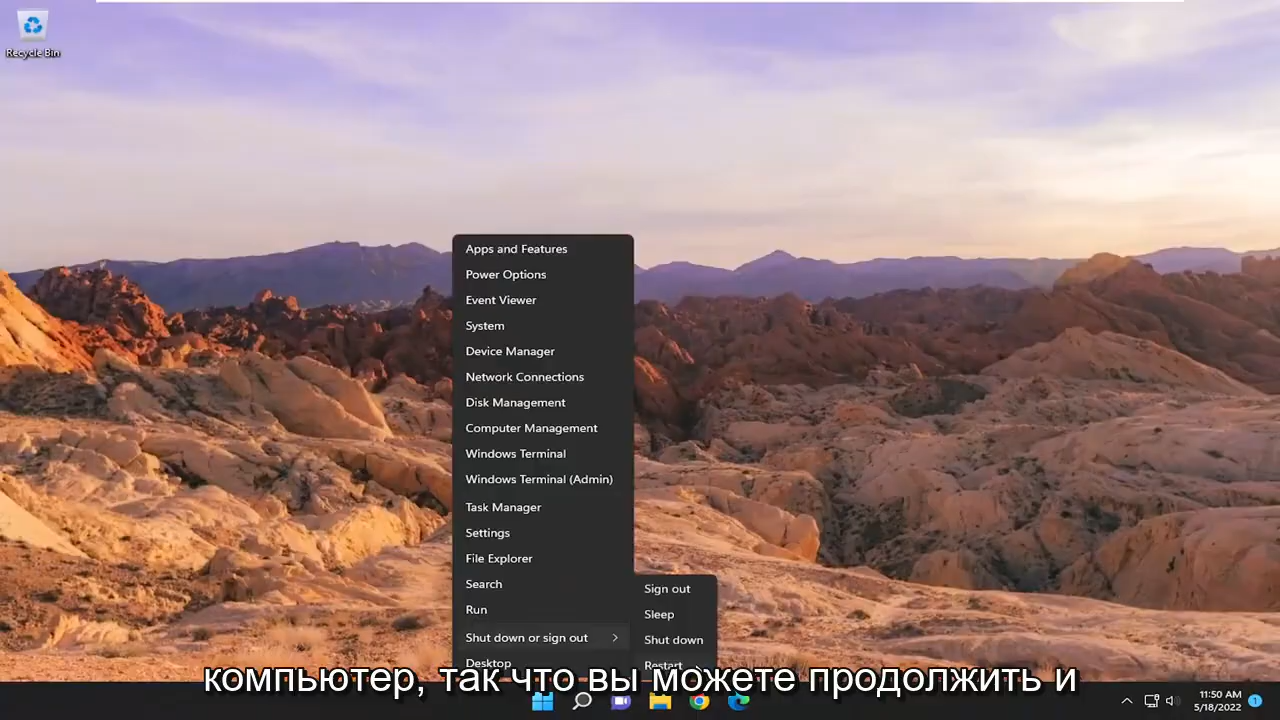 Recycle Bin
Apps and Features
Power Options
Event Viewer
System
Device Manager
Network Connections
Disk Management
Computer Management
Windows Terminal
Windows Terminal (Admin)
Task Manager
Settings
File Explorer
Search
Run
Shut down or sign out
Desktop
Sign out
Sleep
Shut down
Restart
компьютер, так что вы можете продолжить и
11:50 AM
5/18/2022
1